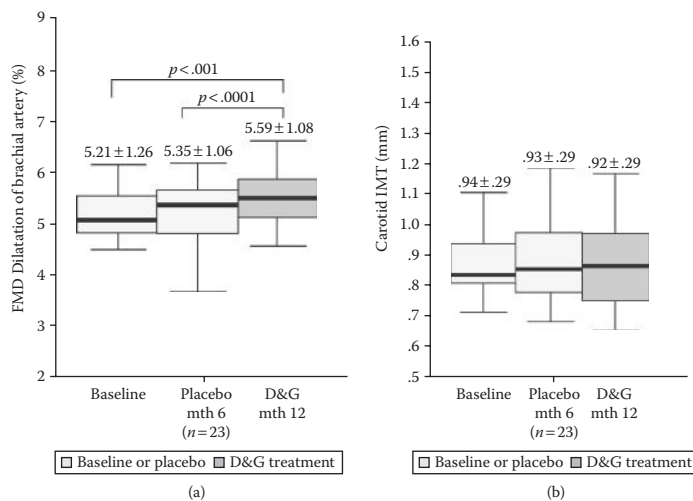 FMD Dilatation of brachial artery (%)
9
8
7
6
5
4
3
2
p<.001
p<.0001
5.21±1.26
5.35±1.06
5.59±1.08
Baseline
Placebo
mth 6
(n=23)
D&G
mth 12
Baseline or placebo
D&G treatment
(a)
Carotid IMT (mm)
1.6
1.4
1.3
1.2
1.1
1.0
.9
.8
.7
.6
.5
.94±.29
.93±.29
.92±.29
Baseline
Placebo
mth 6
(n=23)
D&G
mth 12
Baseline or placebo
D&G treatment
(b)